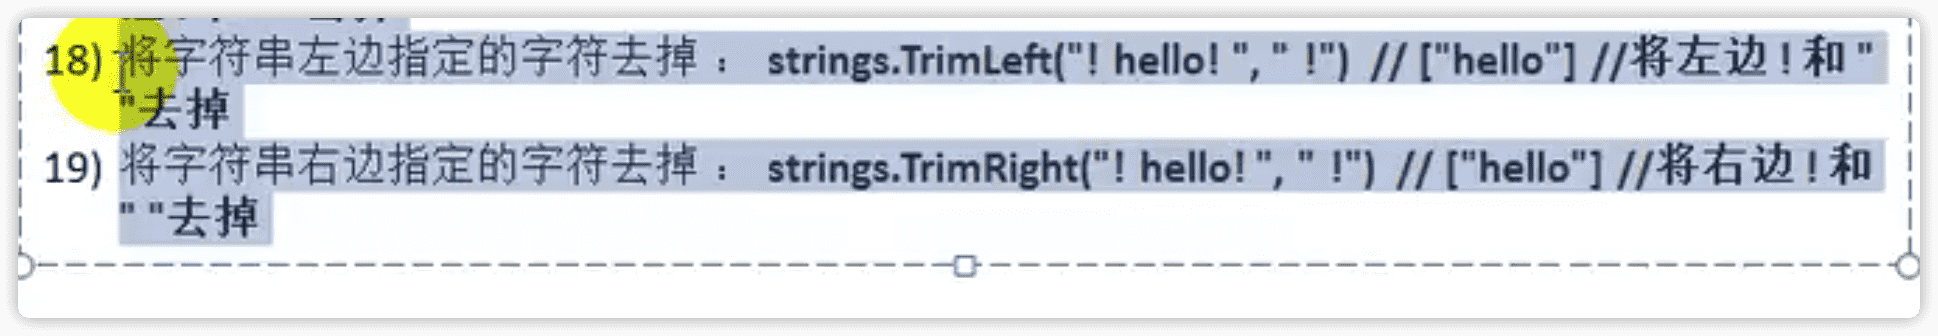 18) 将字符串左边指定的字符去掉： strings.TrimLeft("! hello! ", " !") // ["hello"] //将左边 ! 和 "
"去掉
19) 将字符串右边指定的字符去掉： strings.TrimRight("! hello! ", " !") // ["hello"] //将右边 ! 和
" "去掉